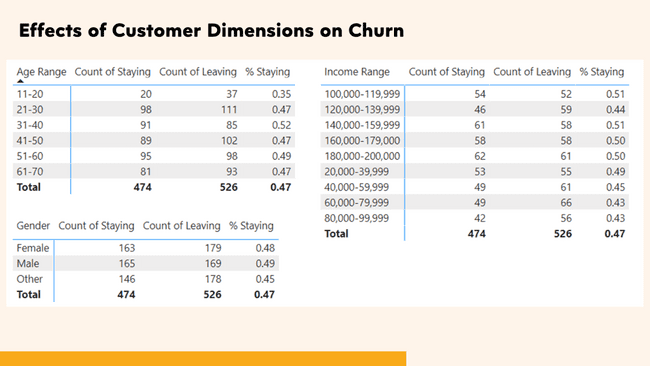 Effects of Customer Dimensions on Churn
Age Range Count of Staying Count of Leaving % Staying
11-20 20 37 0.35
21-30 98 111 0.47
31-40 91 85 0.52
41-50 89 102 0.47
51-60 95 98 0.49
61-70 81 93 0.47
Total 474 526 0.47
Gender Count of Staying Count of Leaving % Staying
Female 163 179 0.48
Male 165 169 0.49
Other 146 178 0.45
Total 474 526 0.47
Income Range Count of Staying Count of Leaving % Staying
100,000-119,999 54 52 0.51
120,000-139,999 46 59 0.44
140,000-159,999 61 58 0.51
160,000-179,000 58 58 0.50
180,000-200,000 62 61 0.50
20,000-39,999 53 55 0.49
40,000-59,999 49 61 0.45
60,000-79,999 49 66 0.43
80,000-99,999 42 56 0.43
Total 474 526 0.47